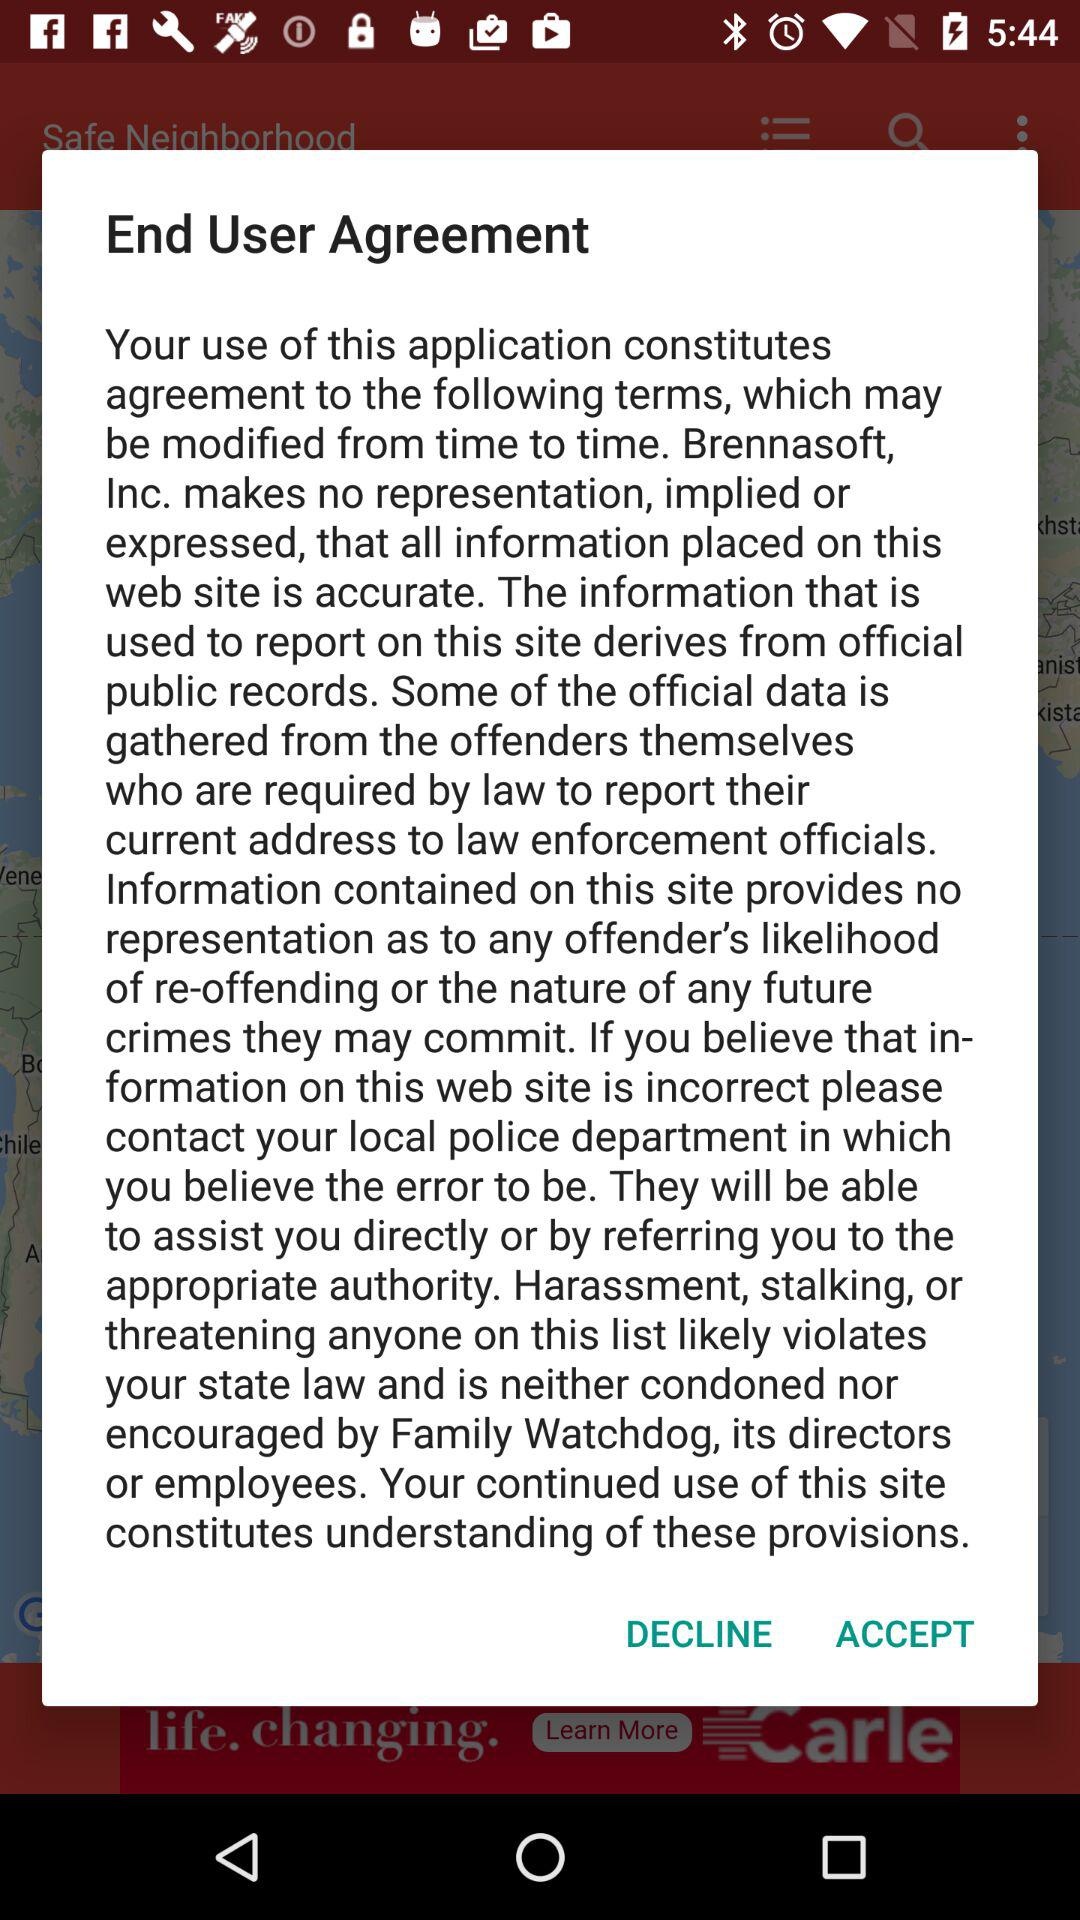 FAKE
5:44
Safe Neighborhood
End User Agreement
Your use of this application constitutes
agreement to the following terms, which may
be modified from time to time. Brennasoft,
Inc. makes no representation, implied or
expressed, that all information placed on this
web site is accurate. The information that is
used to report on this site derives from official
public records. Some of the official data is
gathered from the offenders themselves
who are required by law to report their
current address to law enforcement officials.
Information contained on this site provides no
representation as to any offender’s likelihood
of re-offending or the nature of any future
crimes they may commit. If you believe that in-
formation on this web site is incorrect please
contact your local police department in which
you believe the error to be. They will be able
to assist you directly or by referring you to the
appropriate authority. Harassment, stalking, or
threatening anyone on this list likely violates
your state law and is neither condoned nor
encouraged by Family Watchdog, its directors
or employees. Your continued use of this site
constitutes understanding of these provisions.
DECLINE ACCEPT
life. changing. Learn More Carle